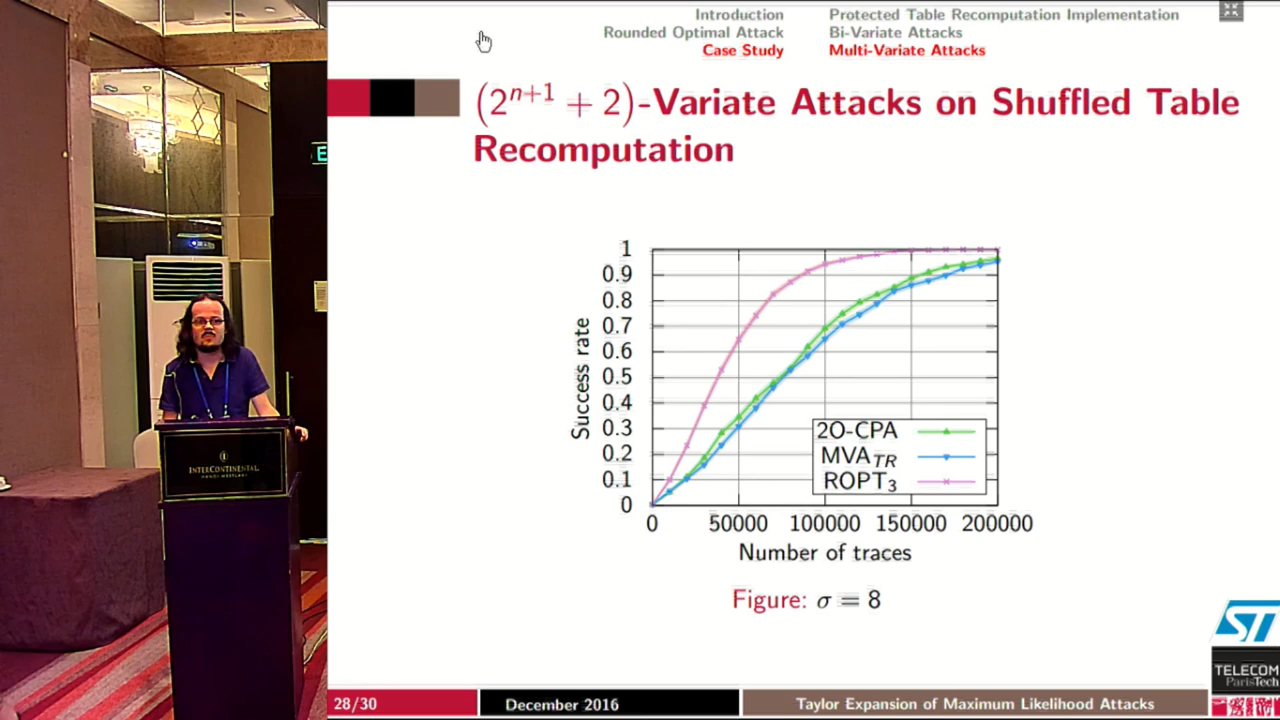 Introduction
Rounded Optimal Attack
Case Study
Protected Table Recomputation Implementation
Bi-Variate Attacks
Multi-Variate Attacks
(2^{n+1} + 2)-Variate Attacks on Shuffled Table
Recomputation
1
0.9
0.8
0.7
0.6
0.5
0.4
0.3
0.2
0.1
0
Success rate
2O-CPA
MVA_{TR}
ROPT_3
0 50000 100000 150000 200000
Number of traces
Figure: σ = 8
INTERCONTINENTAL
E
ST
TELECOM
ParisTech
28/30 December 2016 Taylor Expansion of Maximum Likelihood Attacks